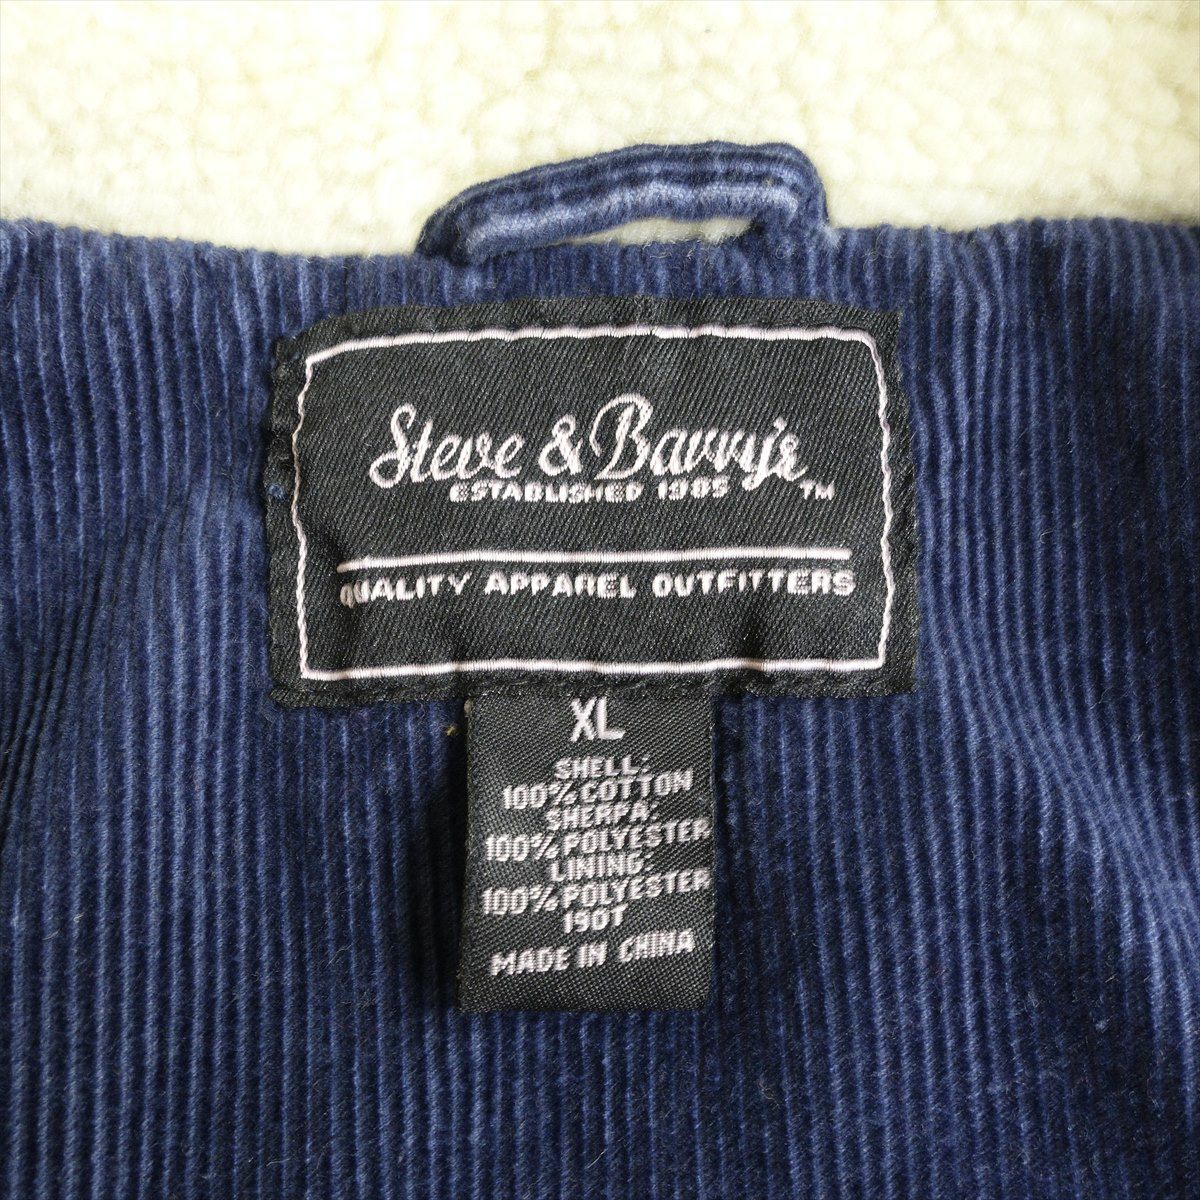 Steve & Barry's
ESTABLISHED 1985 ™
QUALITY APPAREL OUTFITTERS
XL
SHELL:
100% COTTON
SHERPA:
100% POLYESTER
LINING:
100% POLYESTER
190T
MADE IN CHINA